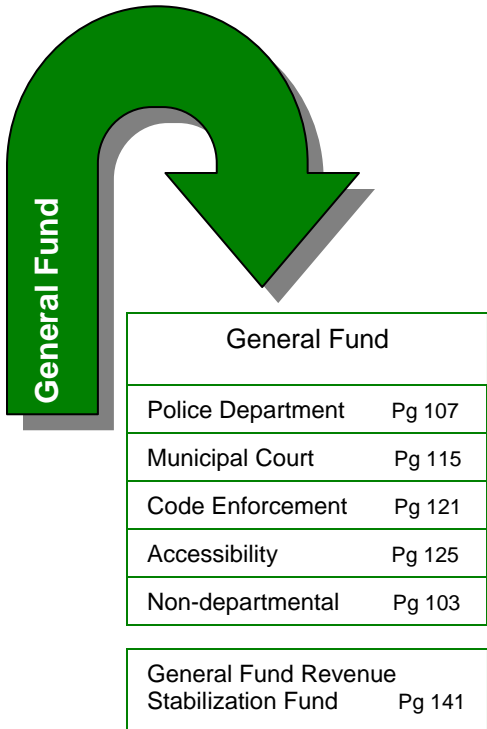 General Fund
General Fund
Police Department Pg 107
Municipal Court Pg 115
Code Enforcement Pg 121
Accessibility Pg 125
Non-departmental Pg 103
General Fund Revenue
Stabilization Fund Pg 141